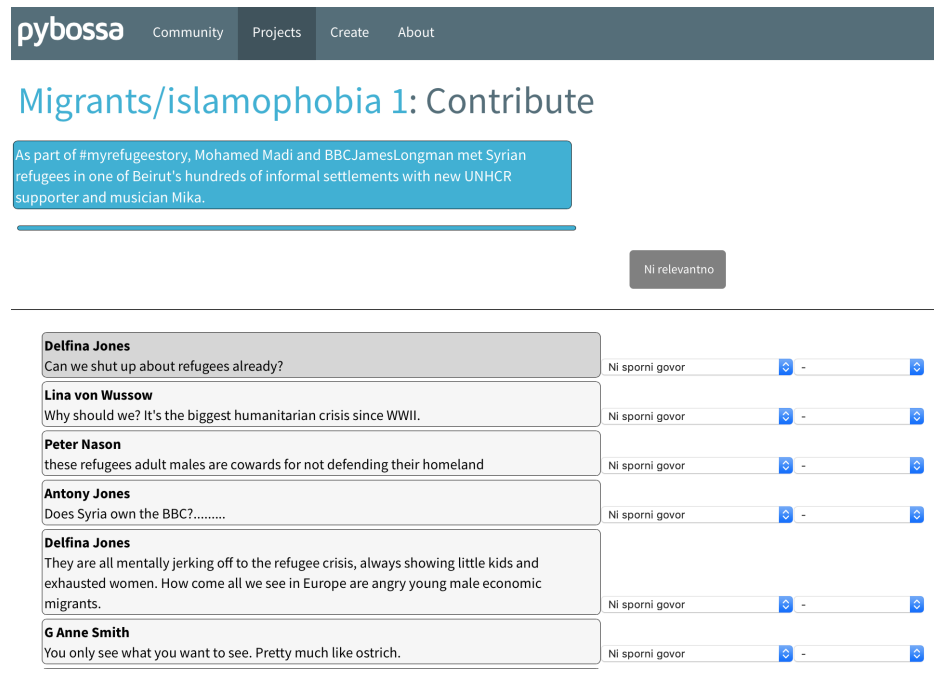 pybossa Community Projects Create About
Migrants/islamophobia 1: Contribute
As part of #myrefugeestory, Mohamed Madi and BBCJamesLongman met Syrian
refugees in one of Beirut's hundreds of informal settlements with new UNHCR
supporter and musician Mika.
Ni relevantno
Delfina Jones
Can we shut up about refugees already? Ni sporni govor -
Lina von Wussow
Why should we? It's the biggest humanitarian crisis since WWII. Ni sporni govor -
Peter Nason
these refugees adult males are cowards for not defending their homeland Ni sporni govor -
Antony Jones
Does Syria own the BBC?......... Ni sporni govor -
Delfina Jones
They are all mentally jerking off to the refugee crisis, always showing little kids and
exhausted women. How come all we see in Europe are angry young male economic
migrants. Ni sporni govor -
G Anne Smith
You only see what you want to see. Pretty much like ostrich. Ni sporni govor -